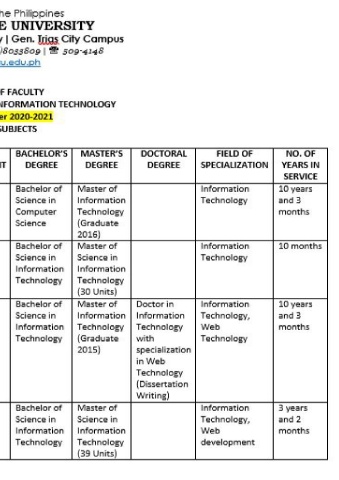 he Philippines
E UNIVERSITY
y | Gen. Trias City Campus
)8033809 | ☎ 509-4148
u.edu.ph
F FACULTY
NFORMATION TECHNOLOGY
er 2020-2021
SUBJECTS
IT BACHELOR'S DEGREE MASTER'S DEGREE DOCTORAL DEGREE FIELD OF SPECIALIZATION NO. OF YEARS IN SERVICE
Bachelor of Science in Computer Science Master of Information Technology (Graduate 2016) Information Technology 10 years and 3 months
Bachelor of Science in Information Technology Master of Science in Information Technology (30 Units) Information Technology 10 months
Bachelor of Science in Information Technology Master of Information Technology (Graduate 2015) Doctor in Information Technology with specialization in Web Technology (Dissertation Writing) Information Technology, Web Technology 10 years and 3 months
Bachelor of Science in Information Technology Master of Science in Information Technology (39 Units) Information Technology, Web development 3 years and 2 months